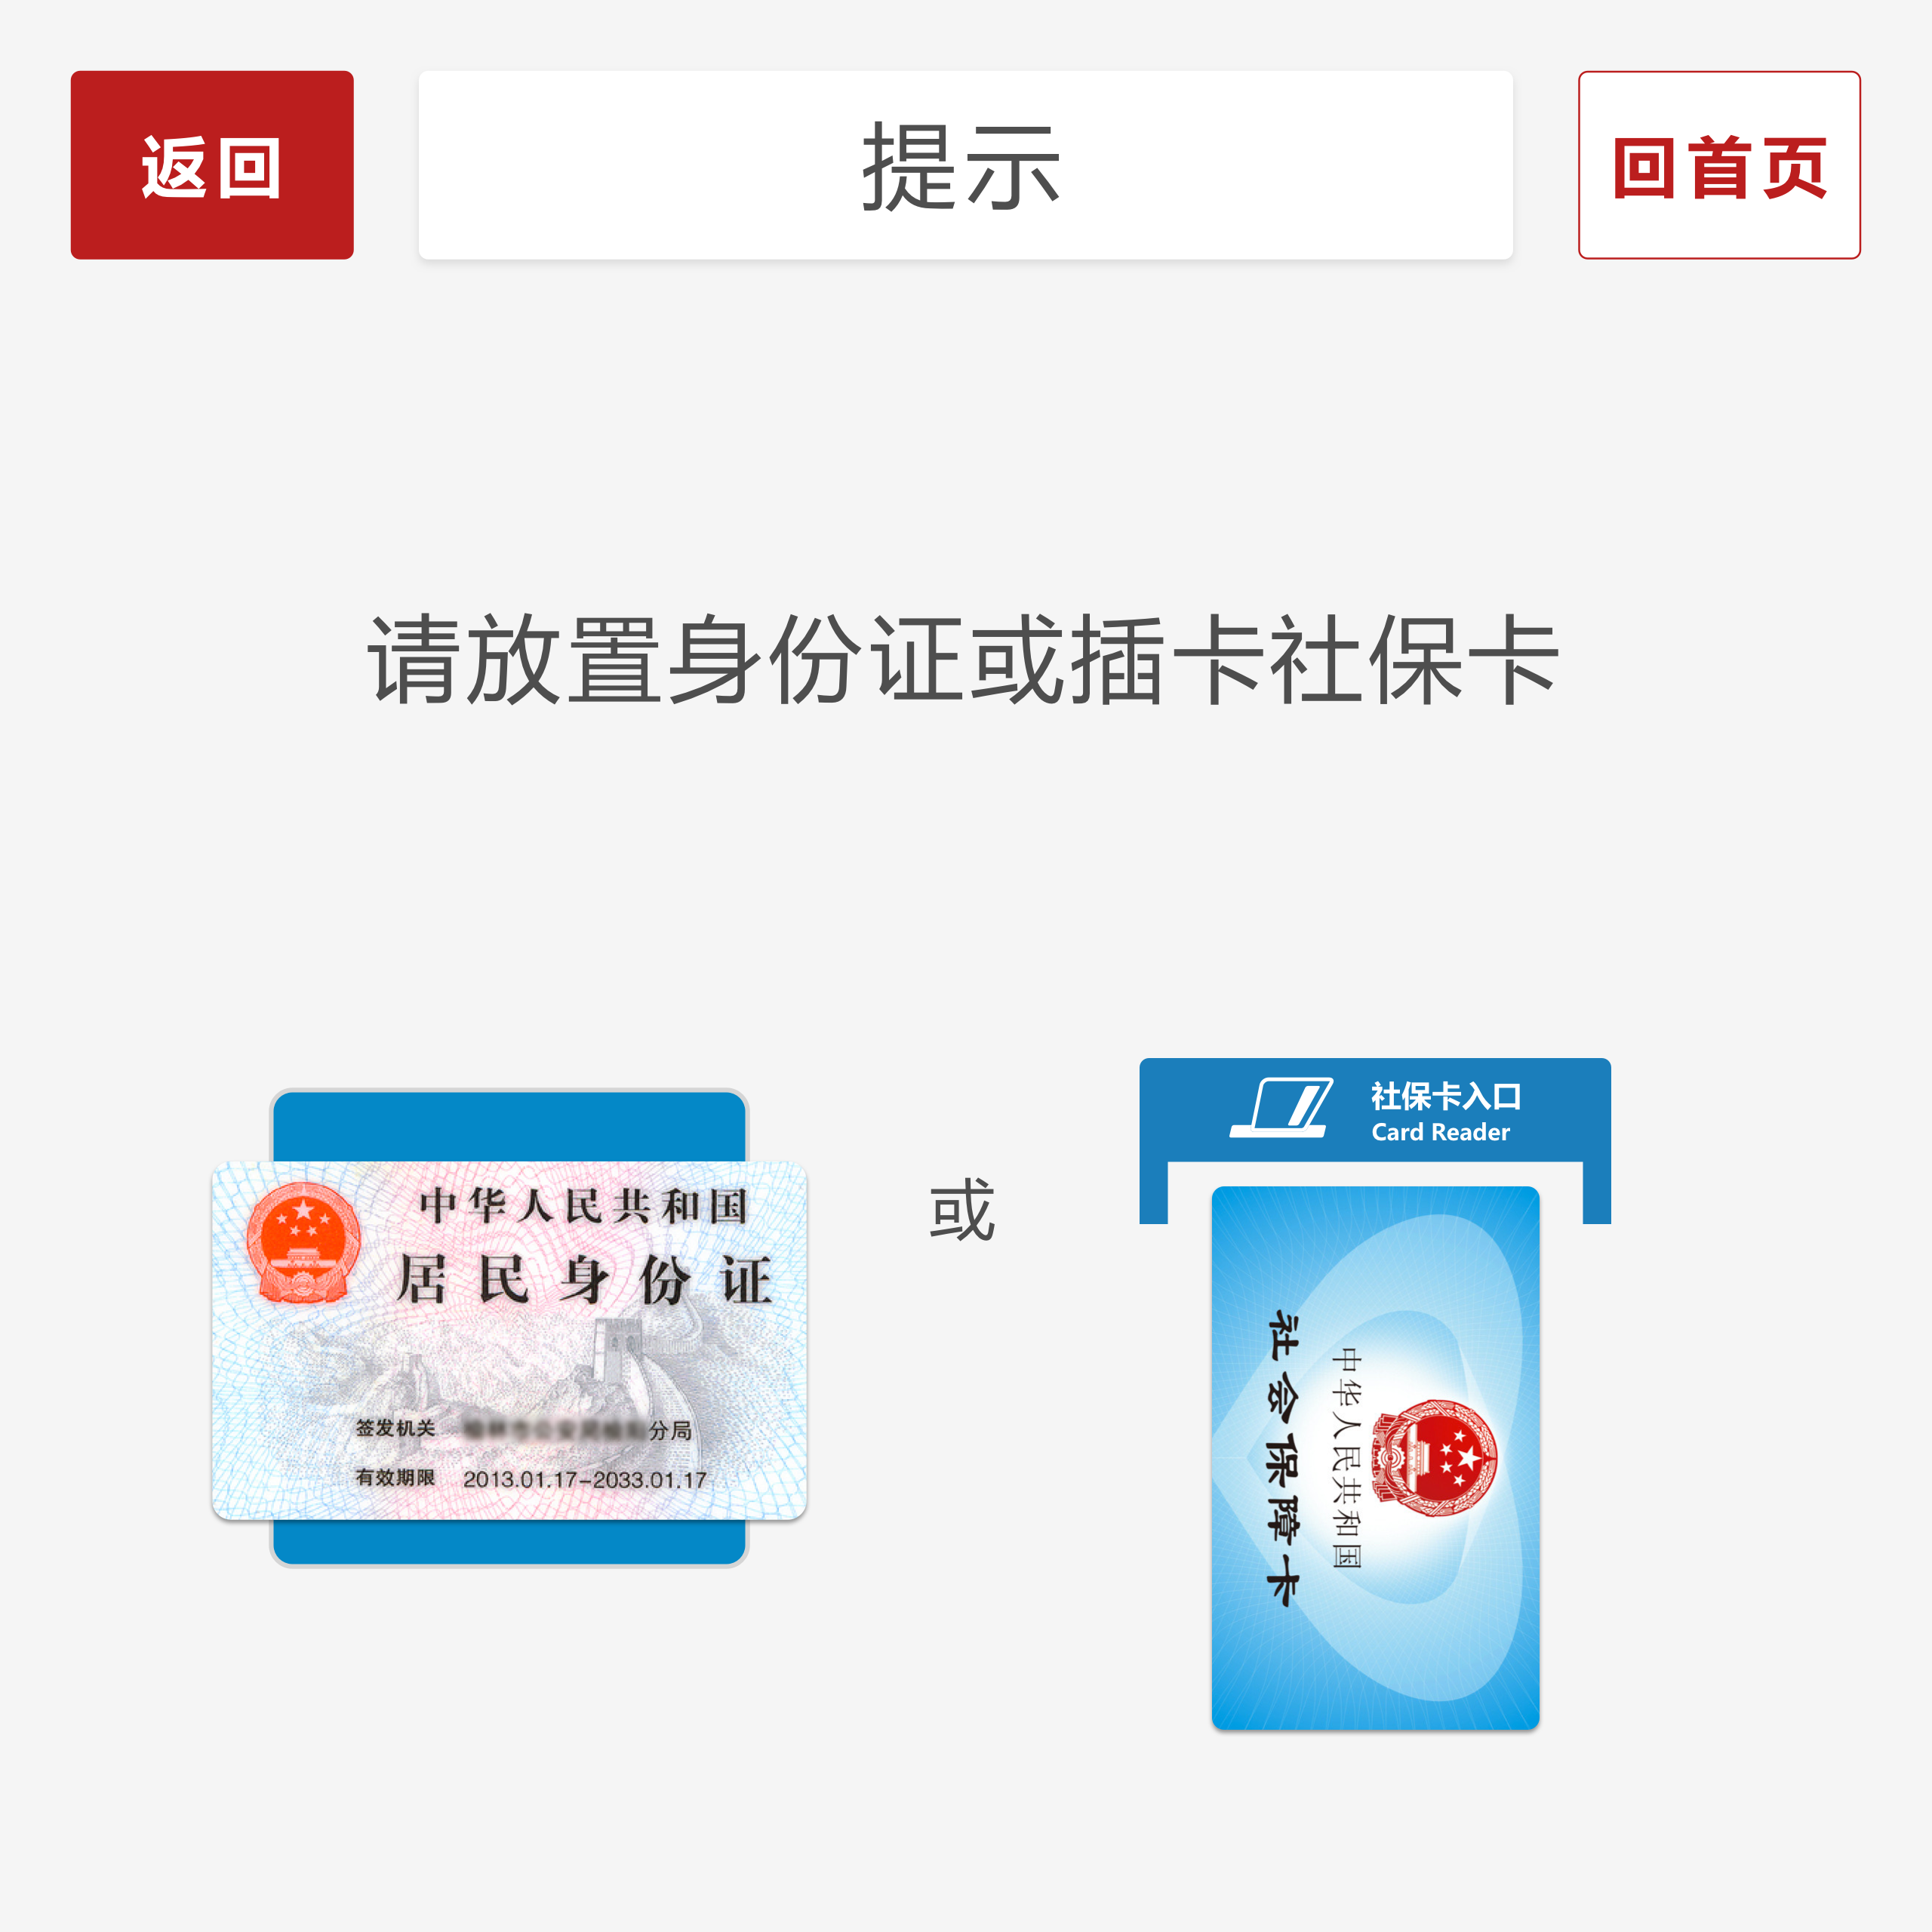 返回
提示
回首页
请放置身份证或插卡社保卡
中华人民共和国
居民身份证
签发机关 分局
有效期限 2013.01.17-2033.01.17
或
社保卡入口
Card Reader
中华人民共和国
社会保障卡